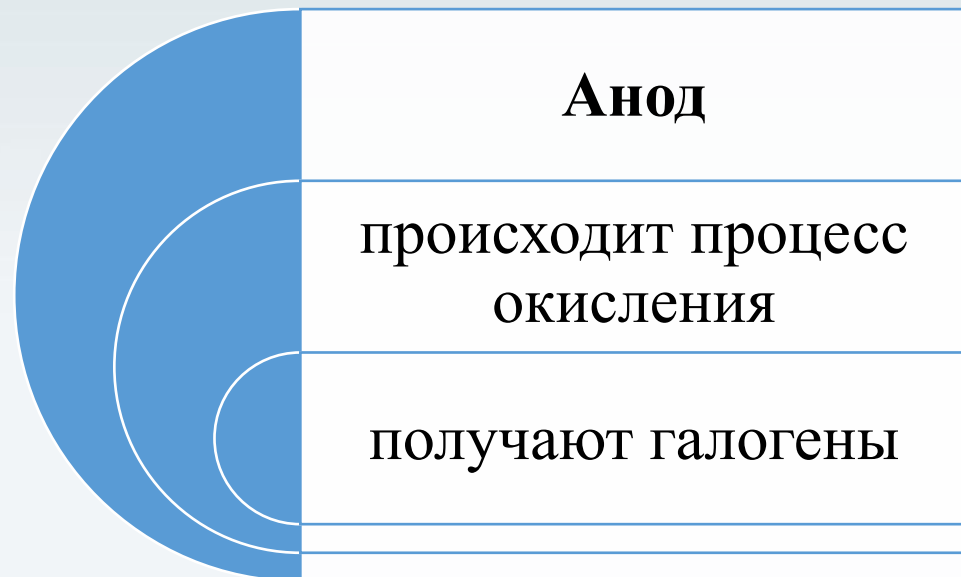 Анод
происходит процесс
окисления
получают галогены